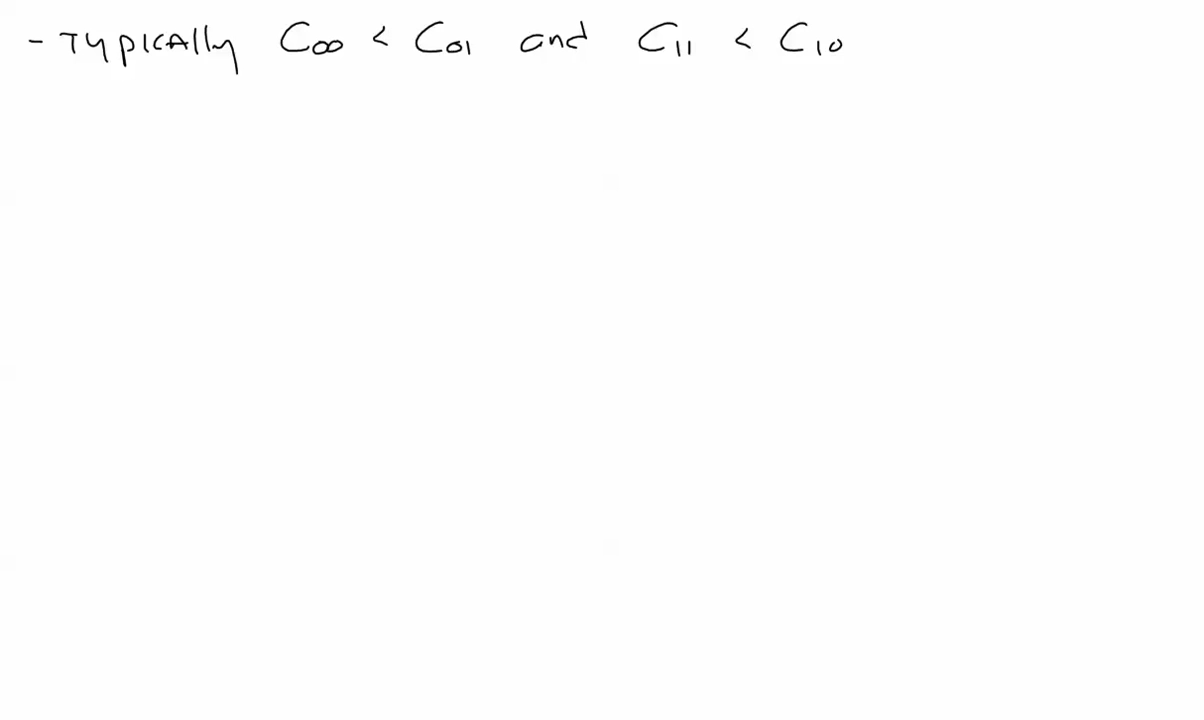 - Typically C₀₀ < C₀₁ and C₁₁ < C₁₀